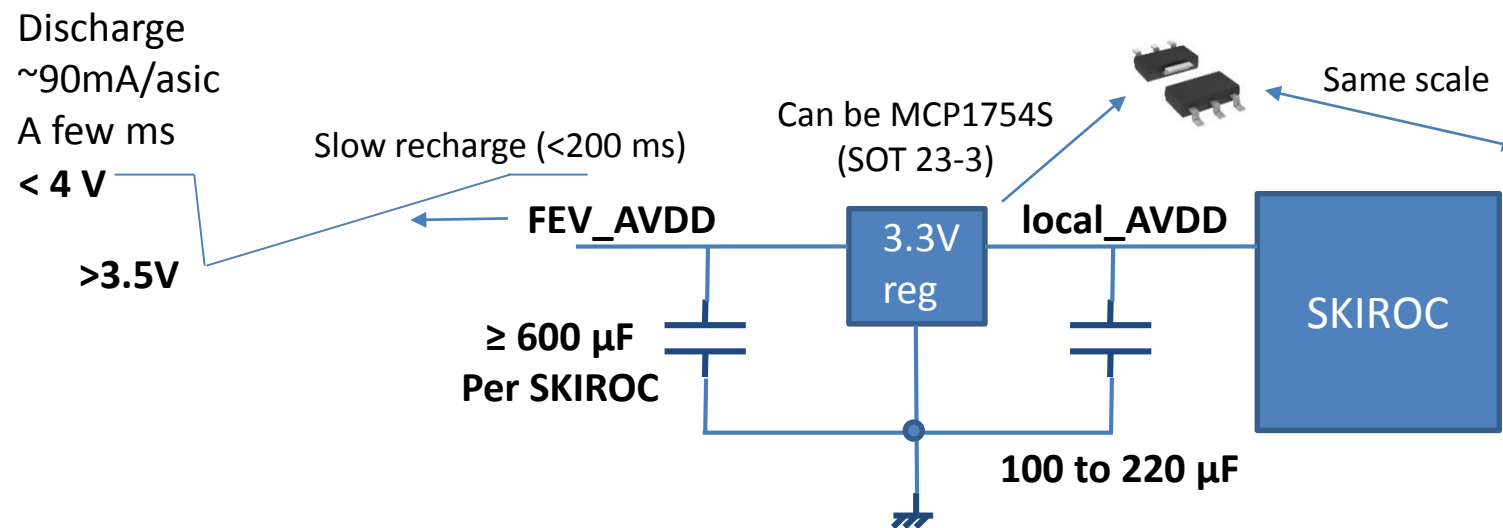 Discharge
~90mA/asic
A few ms
< 4 V
Slow recharge (<200 ms)
>3.5V
FEV_AVDD
≥ 600 µF
Per SKIROC
Can be MCP1754S
(SOT 23-3)
3.3V
reg
local_AVDD
100 to 220 µF
Same scale
SKIROC